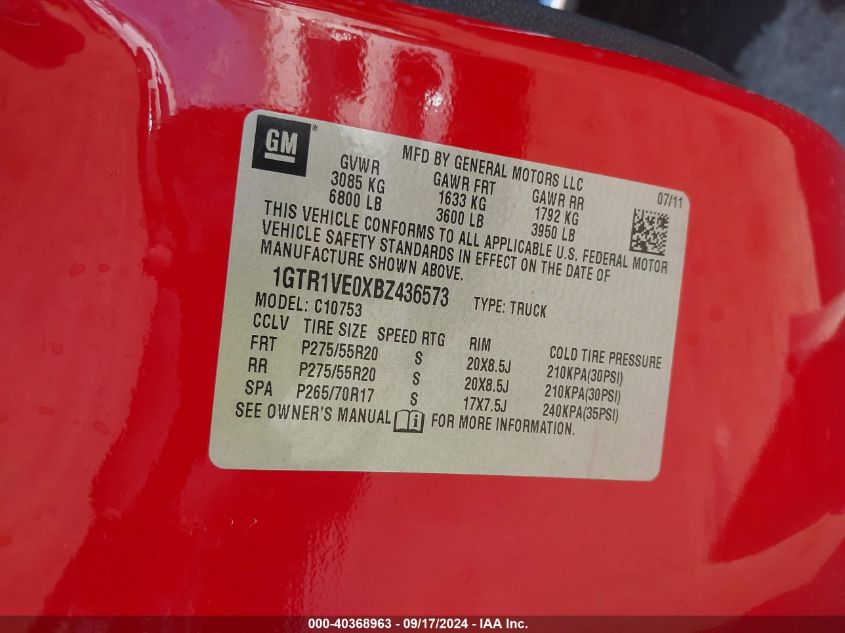 GM ®
MFD BY GENERAL MOTORS LLC
GVWR GAWR FRT GAWR RR 07/11
3085 KG 1633 KG 1792 KG
6800 LB 3600 LB 3950 LB
THIS VEHICLE CONFORMS TO ALL APPLICABLE U.S. FEDERAL MOTOR
VEHICLE SAFETY STANDARDS IN EFFECT ON THE DATE OF
MANUFACTURE SHOWN ABOVE.
1GTR1VE0XBZ436573 TYPE: TRUCK
MODEL: C10753
CCLV TIRE SIZE SPEED RTG RIM COLD TIRE PRESSURE
FRT P275/55R20 S 20X8.5J 210KPA(30PSI)
RR P275/55R20 S 20X8.5J 210KPA(30PSI)
SPA P265/70R17 S 17X7.5J 240KPA(35PSI)
SEE OWNER'S MANUAL i FOR MORE INFORMATION.
000-40368963 - 09/17/2024 - IAA Inc.